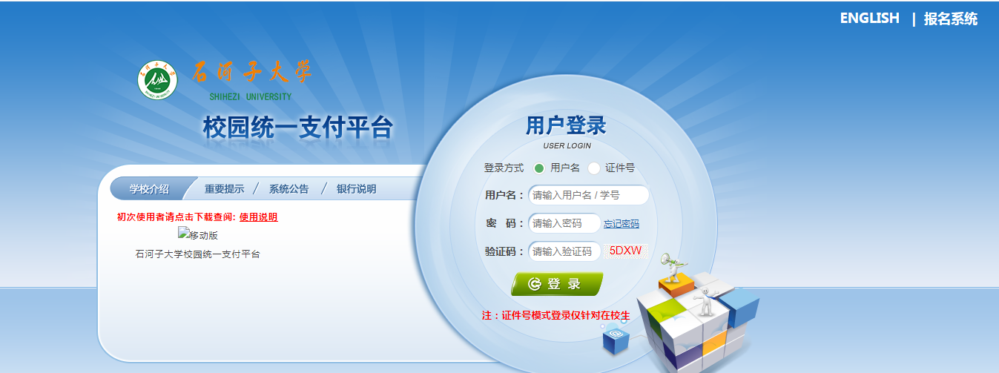 ENGLISH | 报名系统
石河子大学
SHIHEZI UNIVERSITY
校园统一支付平台
学校介绍 重要提示 / 系统公告 / 银行说明
初次使用者请点击下载查阅: 使用说明
移动版
石河子大学校园统一支付平台
用户登录
USER LOGIN
登录方式 用户名 证件号
用户名： 请输入用户名 / 学号
密 码： 请输入密码 忘记密码
验证码： 请输入验证码 5DXW
登 录
注：证件号模式登录仅针对在校生